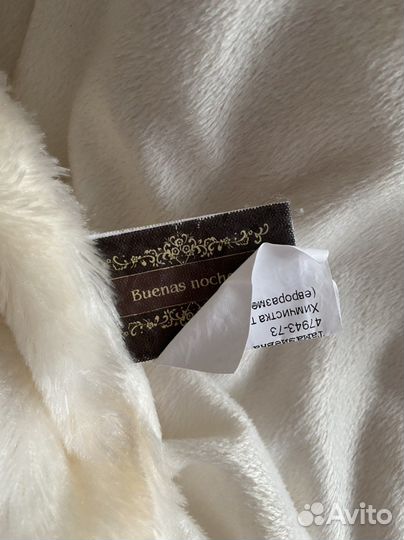 Buenas noch
47943-73
Химчистка т
(евроразме
Avito